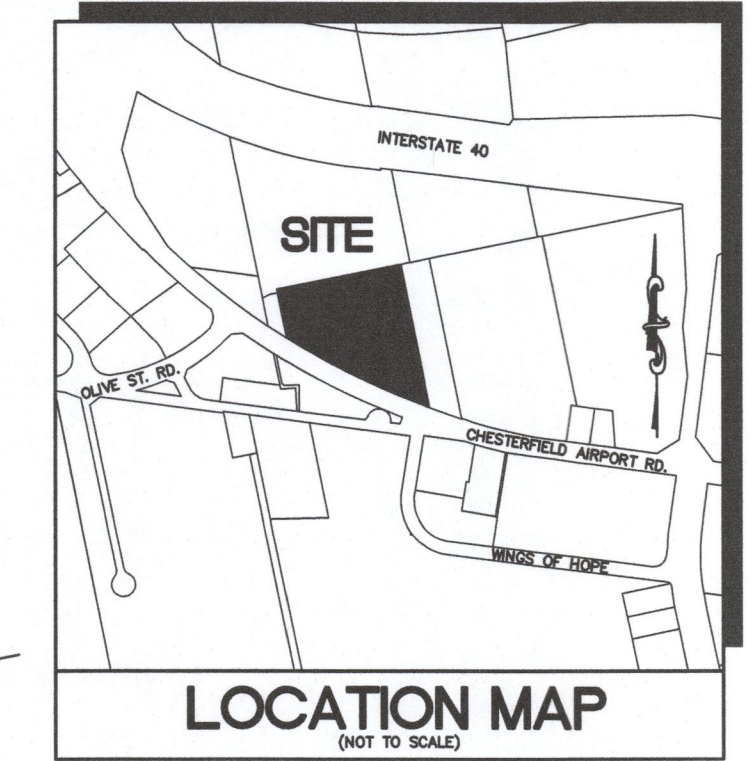 INTERSTATE 40
SITE
OLIVE ST. RD.
CHESTERFIELD AIRPORT RD.
WINGS OF HOPE
LOCATION MAP
(NOT TO SCALE)